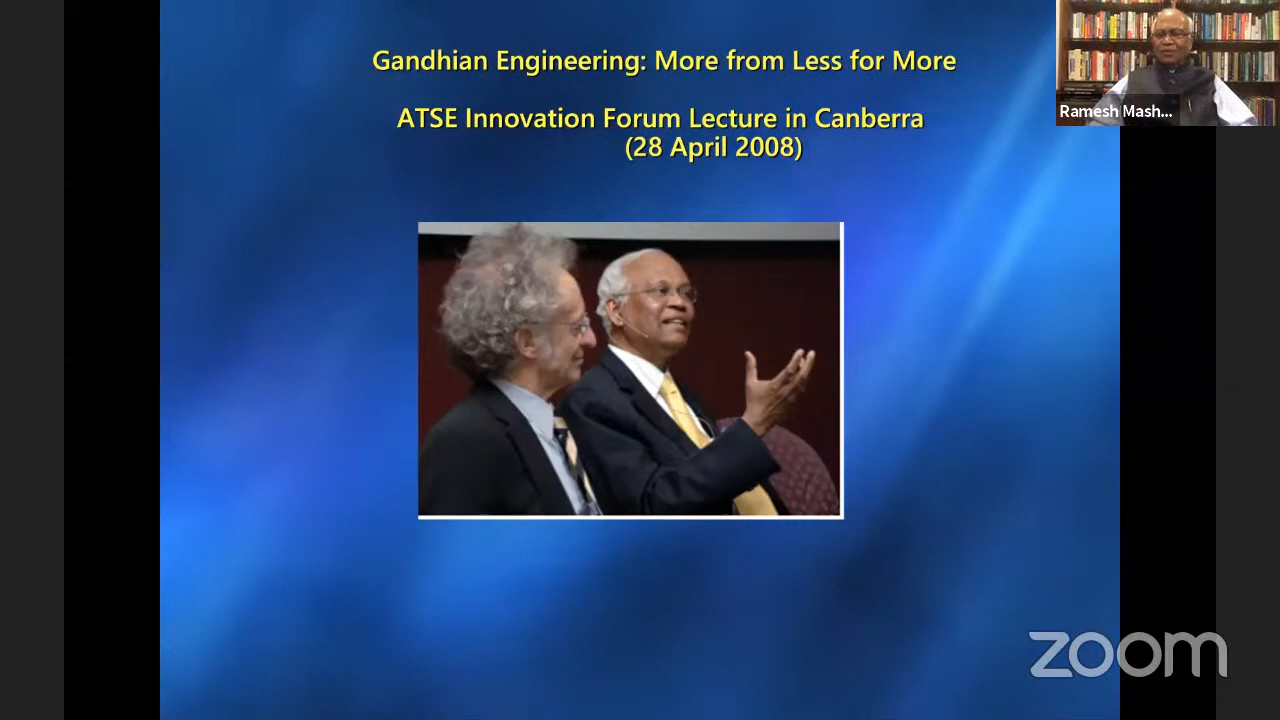 Gandhian Engineering: More from Less for More
ATSE Innovation Forum Lecture in Canberra
(28 April 2008)
Ramesh Mash...
zoom